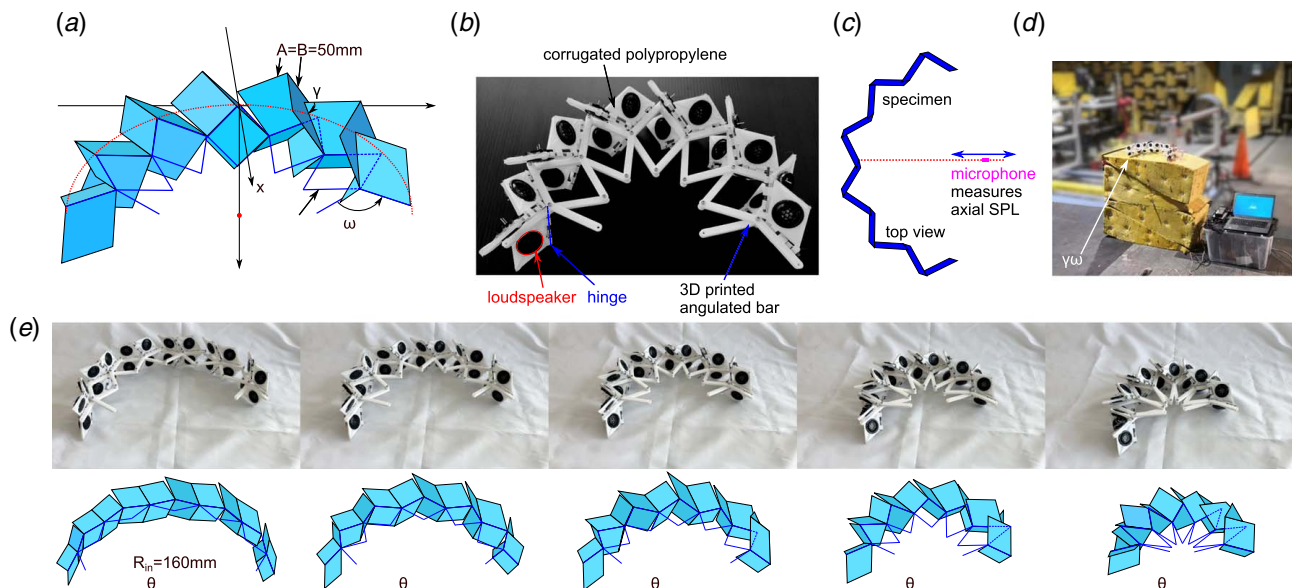 (a)
A=B=50mm
γ
x
ω
(b)
corrugated polypropylene
loudspeaker
hinge
3D printed
angulated bar
(c)
specimen
microphone
measures
axial SPL
top view
(d)
γω
(e)
R_in=160mm
θ
θ
θ
θ
θ